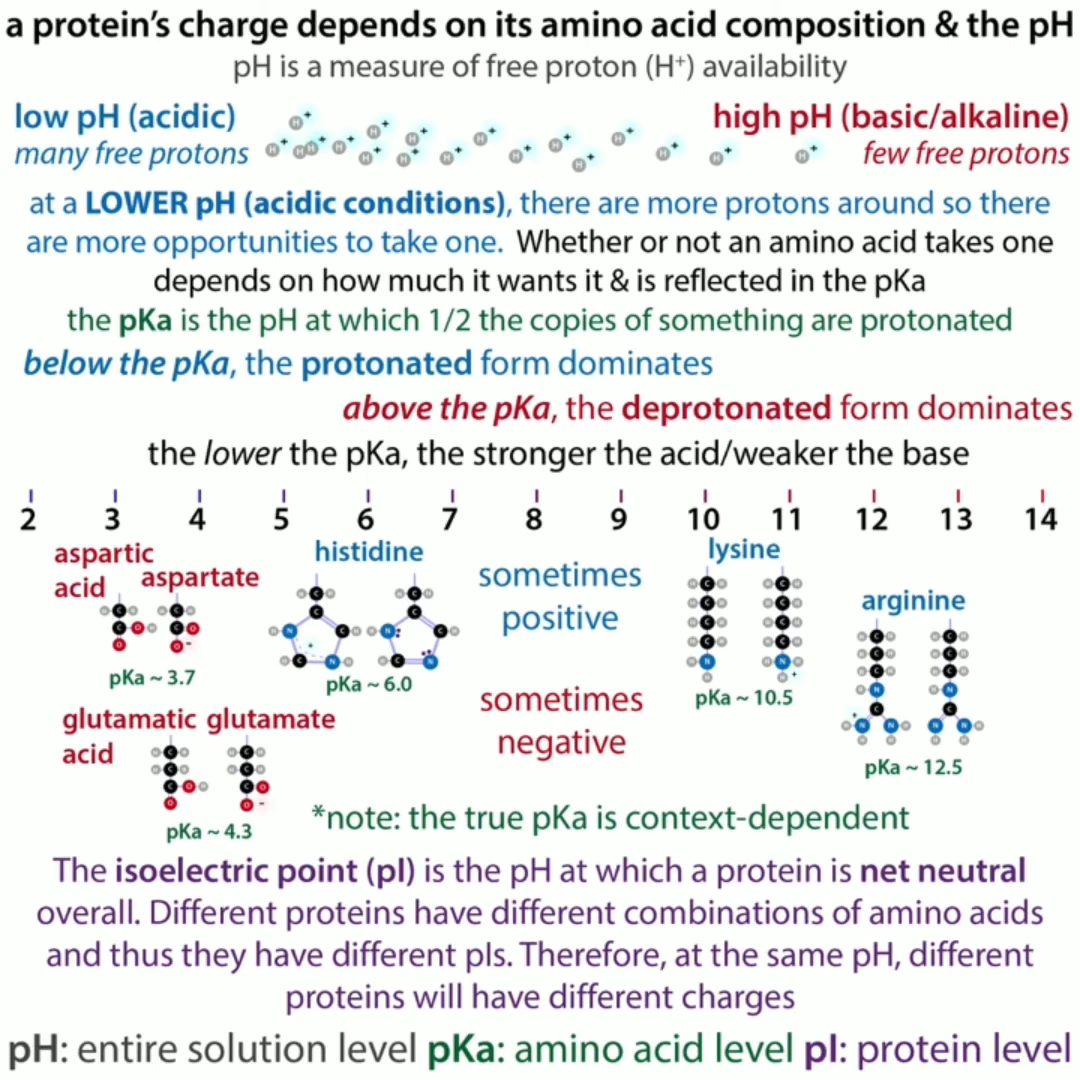 a protein's charge depends on its amino acid composition & the pH
pH is a measure of free proton (H⁺) availability
low pH (acidic)
many free protons
high pH (basic/alkaline)
few free protons
at a LOWER pH (acidic conditions), there are more protons around so there
are more opportunities to take one. Whether or not an amino acid takes one
depends on how much it wants it & is reflected in the pKa
the pKa is the pH at which 1/2 the copies of something are protonated
below the pKa, the protonated form dominates
above the pKa, the deprotonated form dominates
the lower the pKa, the stronger the acid/weaker the base
2 3 4 5 6 7 8 9 10 11 12 13 14
aspartic
acid
aspartate
pKa ~ 3.7
histidine
pKa ~ 6.0
sometimes
positive
sometimes
negative
lysine
pKa ~ 10.5
arginine
pKa ~ 12.5
glutamatic
acid
glutamate
pKa ~ 4.3
*note: the true pKa is context-dependent
The isoelectric point (pI) is the pH at which a protein is net neutral
overall. Different proteins have different combinations of amino acids
and thus they have different pIs. Therefore, at the same pH, different
proteins will have different charges
pH: entire solution level pKa: amino acid level pI: protein level